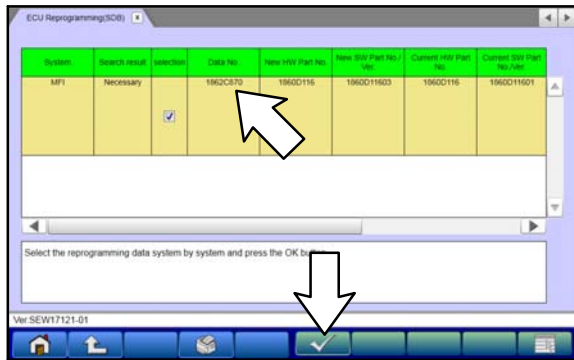 ECU Reprogramming(SDB)
System Search result selection Data No. New HW Part No. New SW Part No./ Ver. Current HW Part No. Current SW Part No./Ver.
MFI Necessary 1862C870 1860D116 1860D11603 1860D116 1860D11601
Select the reprogramming data system by system and press the OK
Ver.SEW17121-01